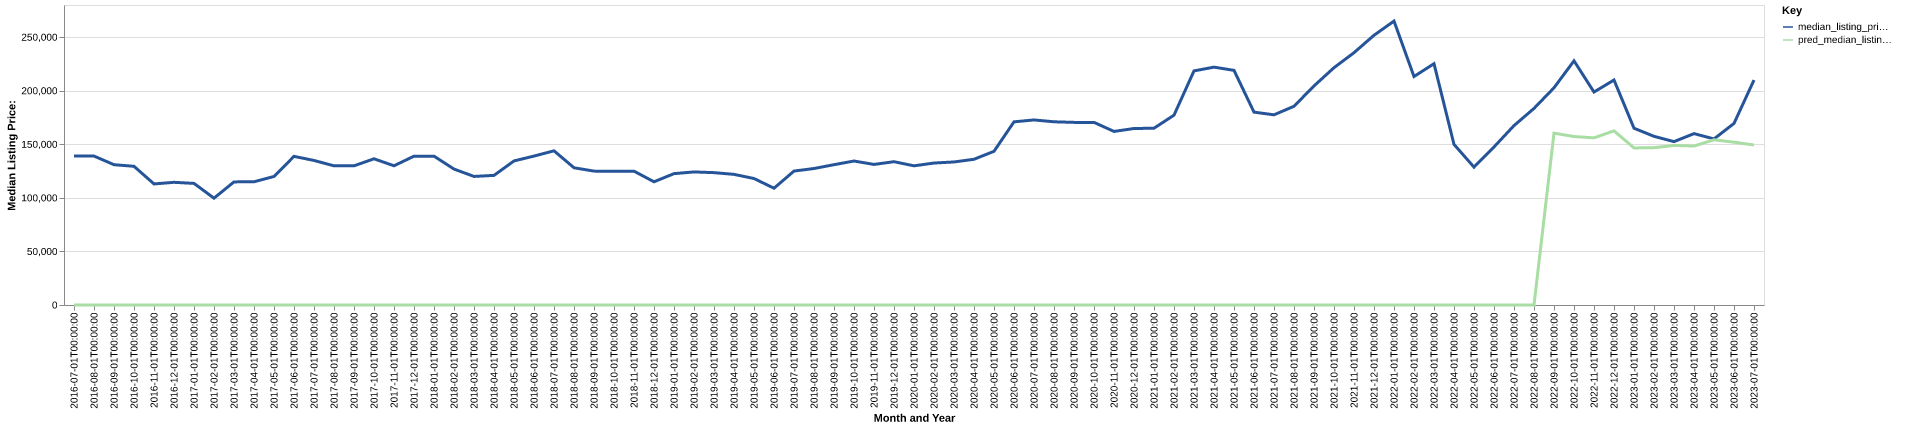 Key
median_listing_pri…
pred_median_listin…
Median Listing Price:
250,000
200,000
150,000
100,000
50,000
0
2016-07-01T00:00:00
2016-08-01T00:00:00
2016-09-01T00:00:00
2016-10-01T00:00:00
2016-11-01T00:00:00
2016-12-01T00:00:00
2017-01-01T00:00:00
2017-02-01T00:00:00
2017-03-01T00:00:00
2017-04-01T00:00:00
2017-05-01T00:00:00
2017-06-01T00:00:00
2017-07-01T00:00:00
2017-08-01T00:00:00
2017-09-01T00:00:00
2017-10-01T00:00:00
2017-11-01T00:00:00
2017-12-01T00:00:00
2018-01-01T00:00:00
2018-02-01T00:00:00
2018-03-01T00:00:00
2018-04-01T00:00:00
2018-05-01T00:00:00
2018-06-01T00:00:00
2018-07-01T00:00:00
2018-08-01T00:00:00
2018-09-01T00:00:00
2018-10-01T00:00:00
2018-11-01T00:00:00
2018-12-01T00:00:00
2019-01-01T00:00:00
2019-02-01T00:00:00
2019-03-01T00:00:00
2019-04-01T00:00:00
2019-05-01T00:00:00
2019-06-01T00:00:00
2019-07-01T00:00:00
2019-08-01T00:00:00
2019-09-01T00:00:00
2019-10-01T00:00:00
2019-11-01T00:00:00
2019-12-01T00:00:00
2020-01-01T00:00:00
2020-02-01T00:00:00
2020-03-01T00:00:00
2020-04-01T00:00:00
2020-05-01T00:00:00
2020-06-01T00:00:00
2020-07-01T00:00:00
2020-08-01T00:00:00
2020-09-01T00:00:00
2020-10-01T00:00:00
2020-11-01T00:00:00
2020-12-01T00:00:00
2021-01-01T00:00:00
2021-02-01T00:00:00
2021-03-01T00:00:00
2021-04-01T00:00:00
2021-05-01T00:00:00
2021-06-01T00:00:00
2021-07-01T00:00:00
2021-08-01T00:00:00
2021-09-01T00:00:00
2021-10-01T00:00:00
2021-11-01T00:00:00
2021-12-01T00:00:00
2022-01-01T00:00:00
2022-02-01T00:00:00
2022-03-01T00:00:00
2022-04-01T00:00:00
2022-05-01T00:00:00
2022-06-01T00:00:00
2022-07-01T00:00:00
2022-08-01T00:00:00
2022-09-01T00:00:00
2022-10-01T00:00:00
2022-11-01T00:00:00
2022-12-01T00:00:00
2023-01-01T00:00:00
2023-02-01T00:00:00
2023-03-01T00:00:00
2023-04-01T00:00:00
2023-05-01T00:00:00
2023-06-01T00:00:00
2023-07-01T00:00:00
Month and Year